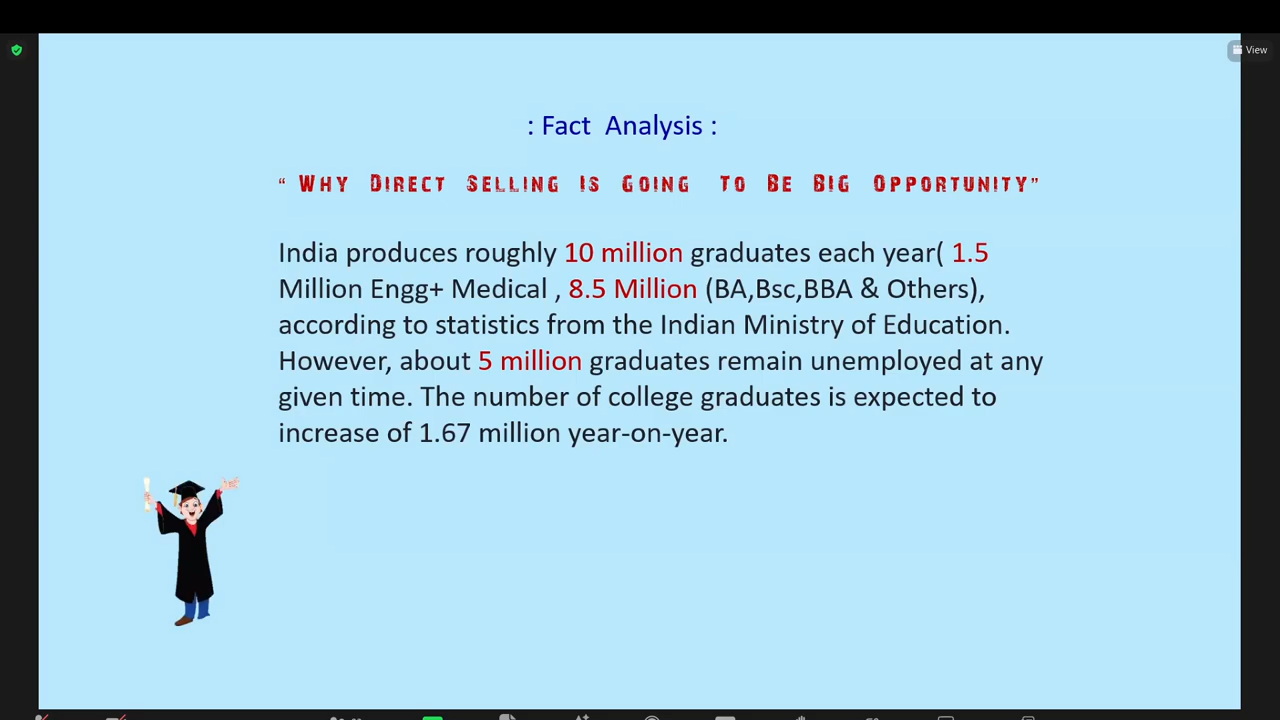 View
: Fact Analysis :
“ Why Direct Selling Is Going To Be Big Opportunity”
India produces roughly 10 million graduates each year( 1.5
Million Engg+ Medical , 8.5 Million (BA,Bsc,BBA & Others),
according to statistics from the Indian Ministry of Education.
However, about 5 million graduates remain unemployed at any
given time. The number of college graduates is expected to
increase of 1.67 million year-on-year.